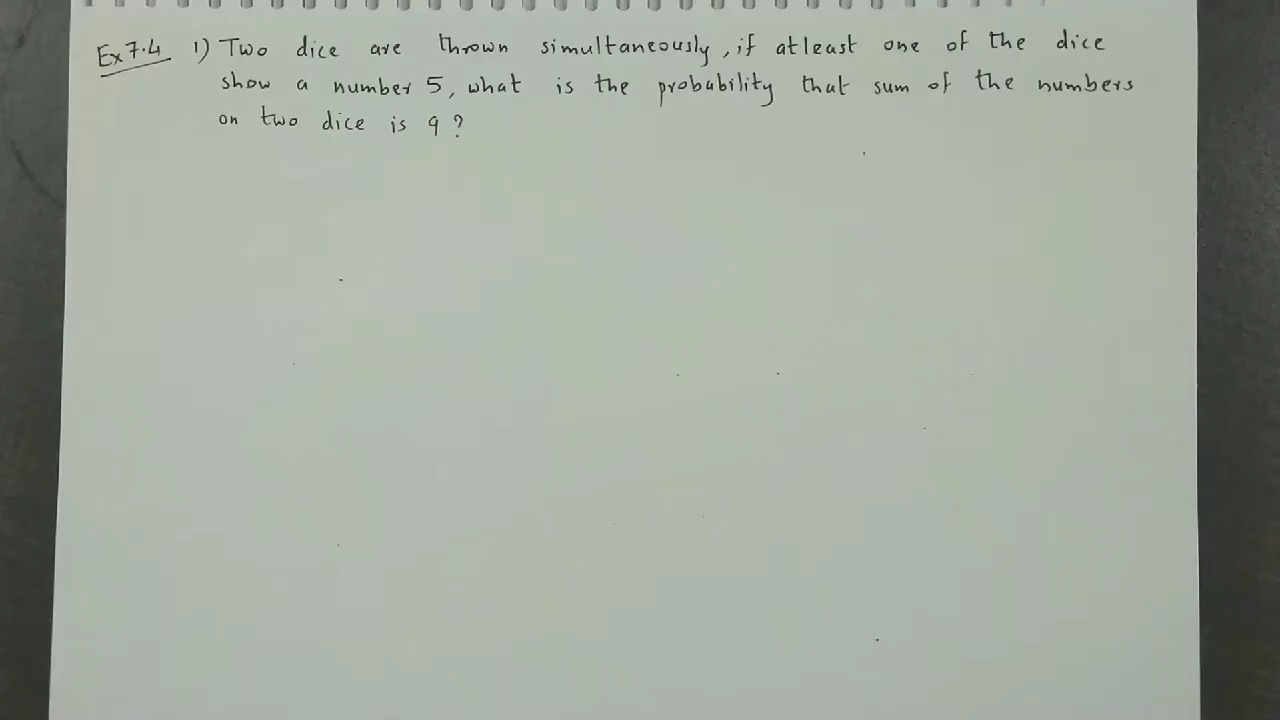 Ex 7.4 1) Two dice are thrown simultaneously, if atleast one of the dice
show a number 5, what is the probability that sum of the numbers
on two dice is 9?